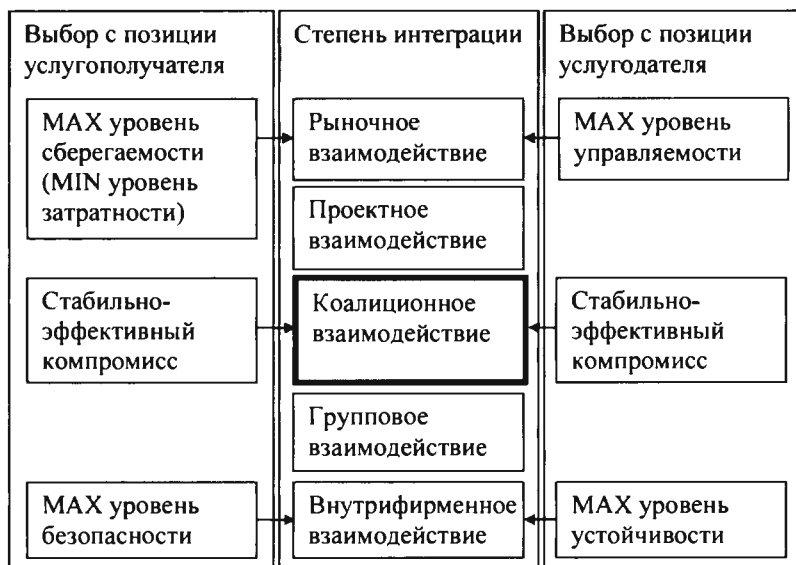 Выбор с позиции
услугополучателя
MAX уровень
сберегаемости
(MIN уровень
затратности)
Стабильно-
эффективный
компромисс
MAX уровень
безопасности
Степень интеграции
Рыночное
взаимодействие
Проектное
взаимодействие
Коалиционное
взаимодействие
Групповое
взаимодействие
Внутрифирменное
взаимодействие
Выбор с позиции
услугодателя
MAX уровень
управляемости
Стабильно-
эффективный
компромисс
MAX уровень
устойчивости